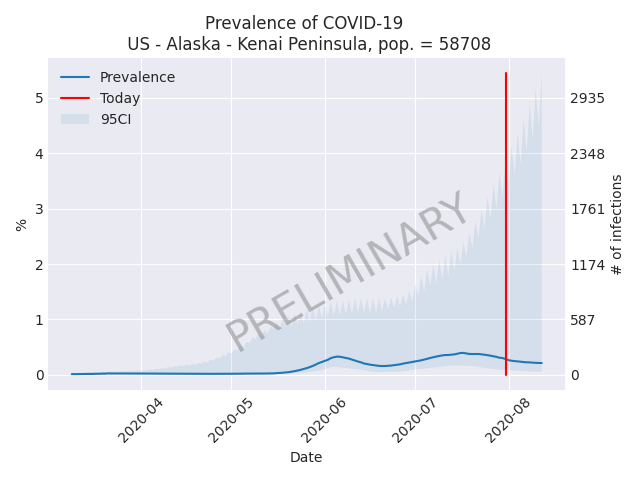 Prevalence of COVID-19
US - Alaska - Kenai Peninsula, pop. = 58708
Prevalence
Today
95CI
5
4
3
2
1
0
%
2935
2348
1761
1174
587
0
# of infections
PRELIMINARY
2020-04
2020-05
2020-06
2020-07
2020-08
Date